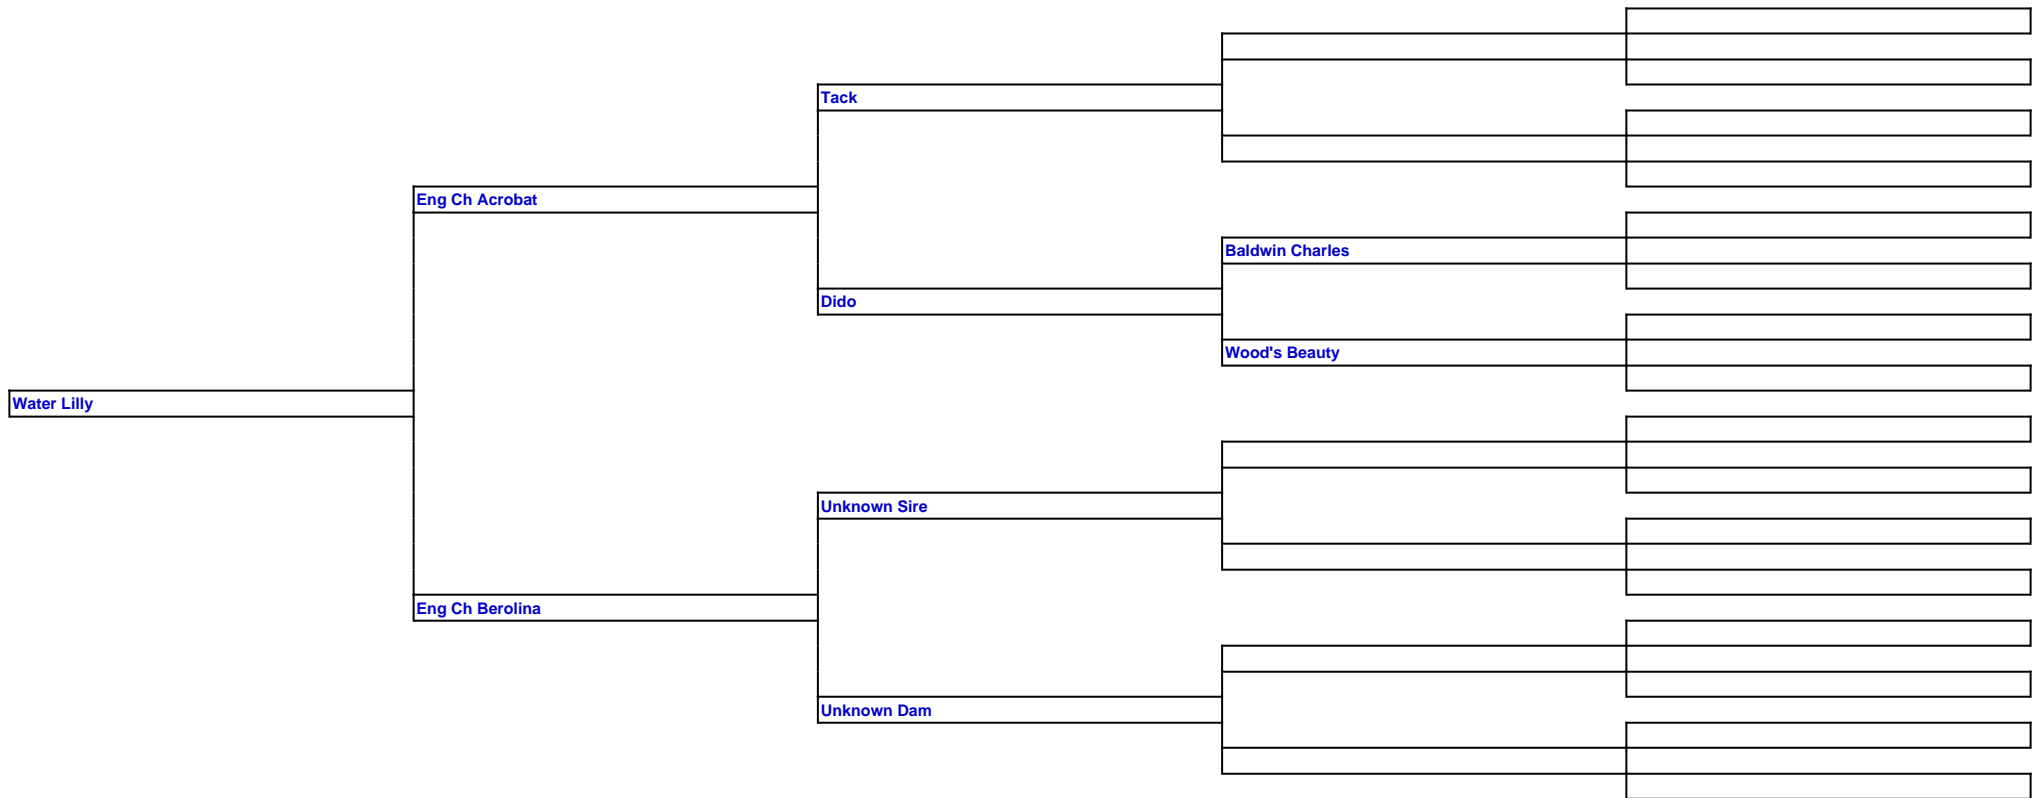 Tack
Eng Ch Acrobat
Baldwin Charles
Dido
Wood's Beauty
Water Lilly
Unknown Sire
Eng Ch Berolina
Unknown Dam